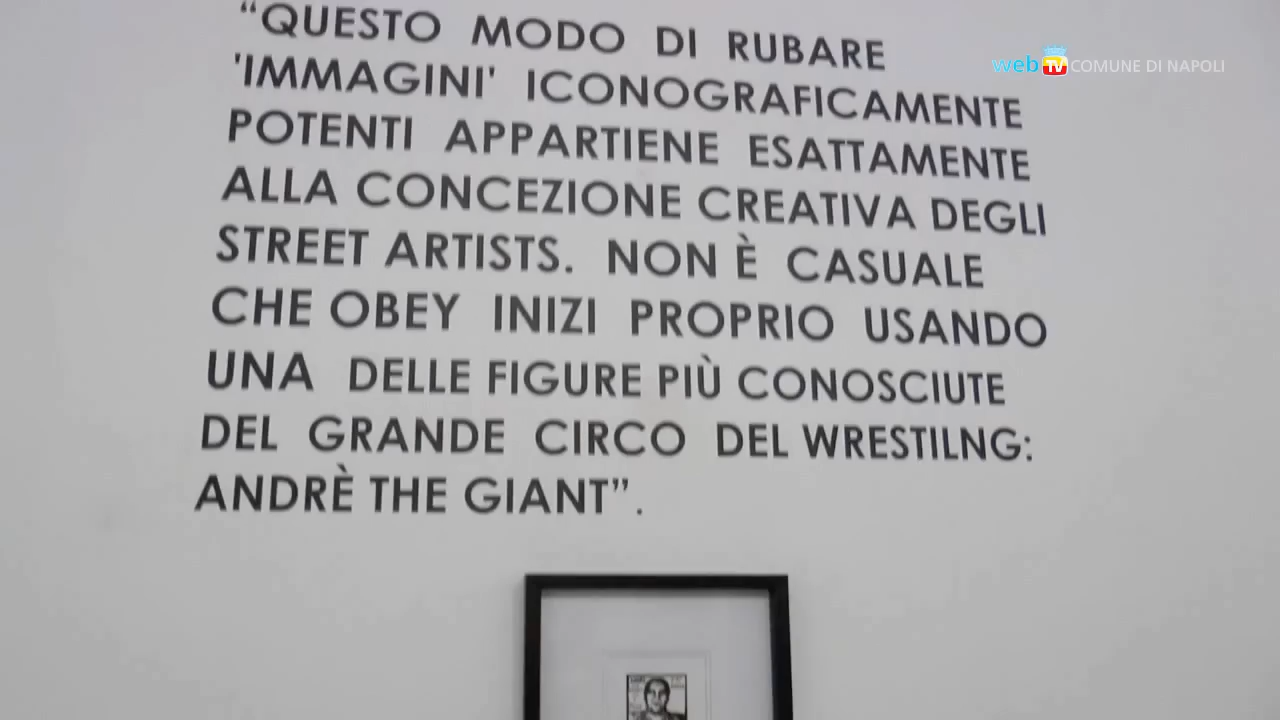 “QUESTO MODO DI RUBARE
'IMMAGINI' ICONOGRAFICAMENTE
POTENTI APPARTIENE ESATTAMENTE
ALLA CONCEZIONE CREATIVA DEGLI
STREET ARTISTS. NON È CASUALE
CHE OBEY INIZI PROPRIO USANDO
UNA DELLE FIGURE PIÙ CONOSCIUTE
DEL GRANDE CIRCO DEL WRESTILNG:
ANDRÈ THE GIANT”.
web TV COMUNE DI NAPOLI